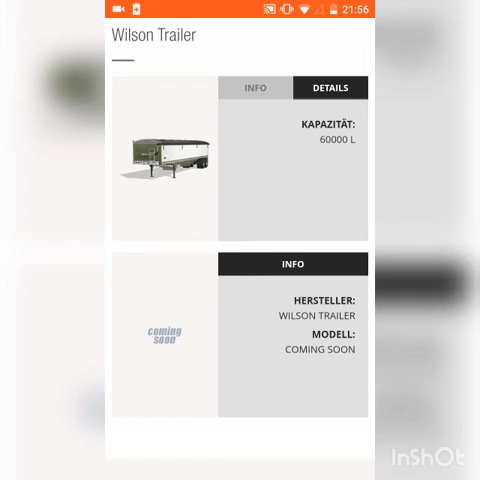 21:56
Wilson Trailer
INFO
DETAILS
KAPAZITÄT:
60000 L
INFO
coming
soon
HERSTELLER:
WILSON TRAILER
MODELL:
COMING SOON
InShOt